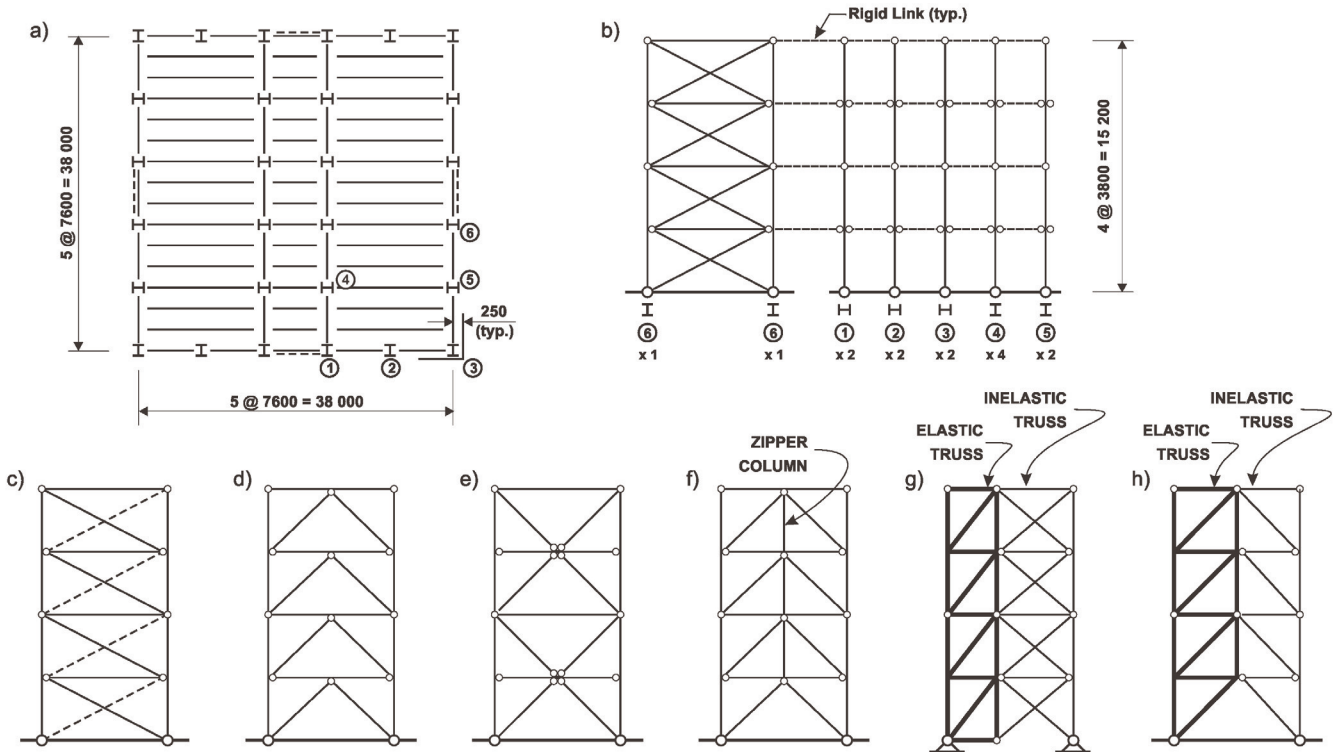 a)
5 @ 7600 = 38 000
6
4
5
250
(typ.)
1
2
3
5 @ 7600 = 38 000
b)
Rigid Link (typ.)
4 @ 3800 = 15 200
6 6 1 2 3 4 5
x 1 x 1 x 2 x 2 x 2 x 4 x 2
c)
d)
e)
f)
ZIPPER
COLUMN
g)
ELASTIC
TRUSS
INELASTIC
TRUSS
h)
ELASTIC
TRUSS
INELASTIC
TRUSS